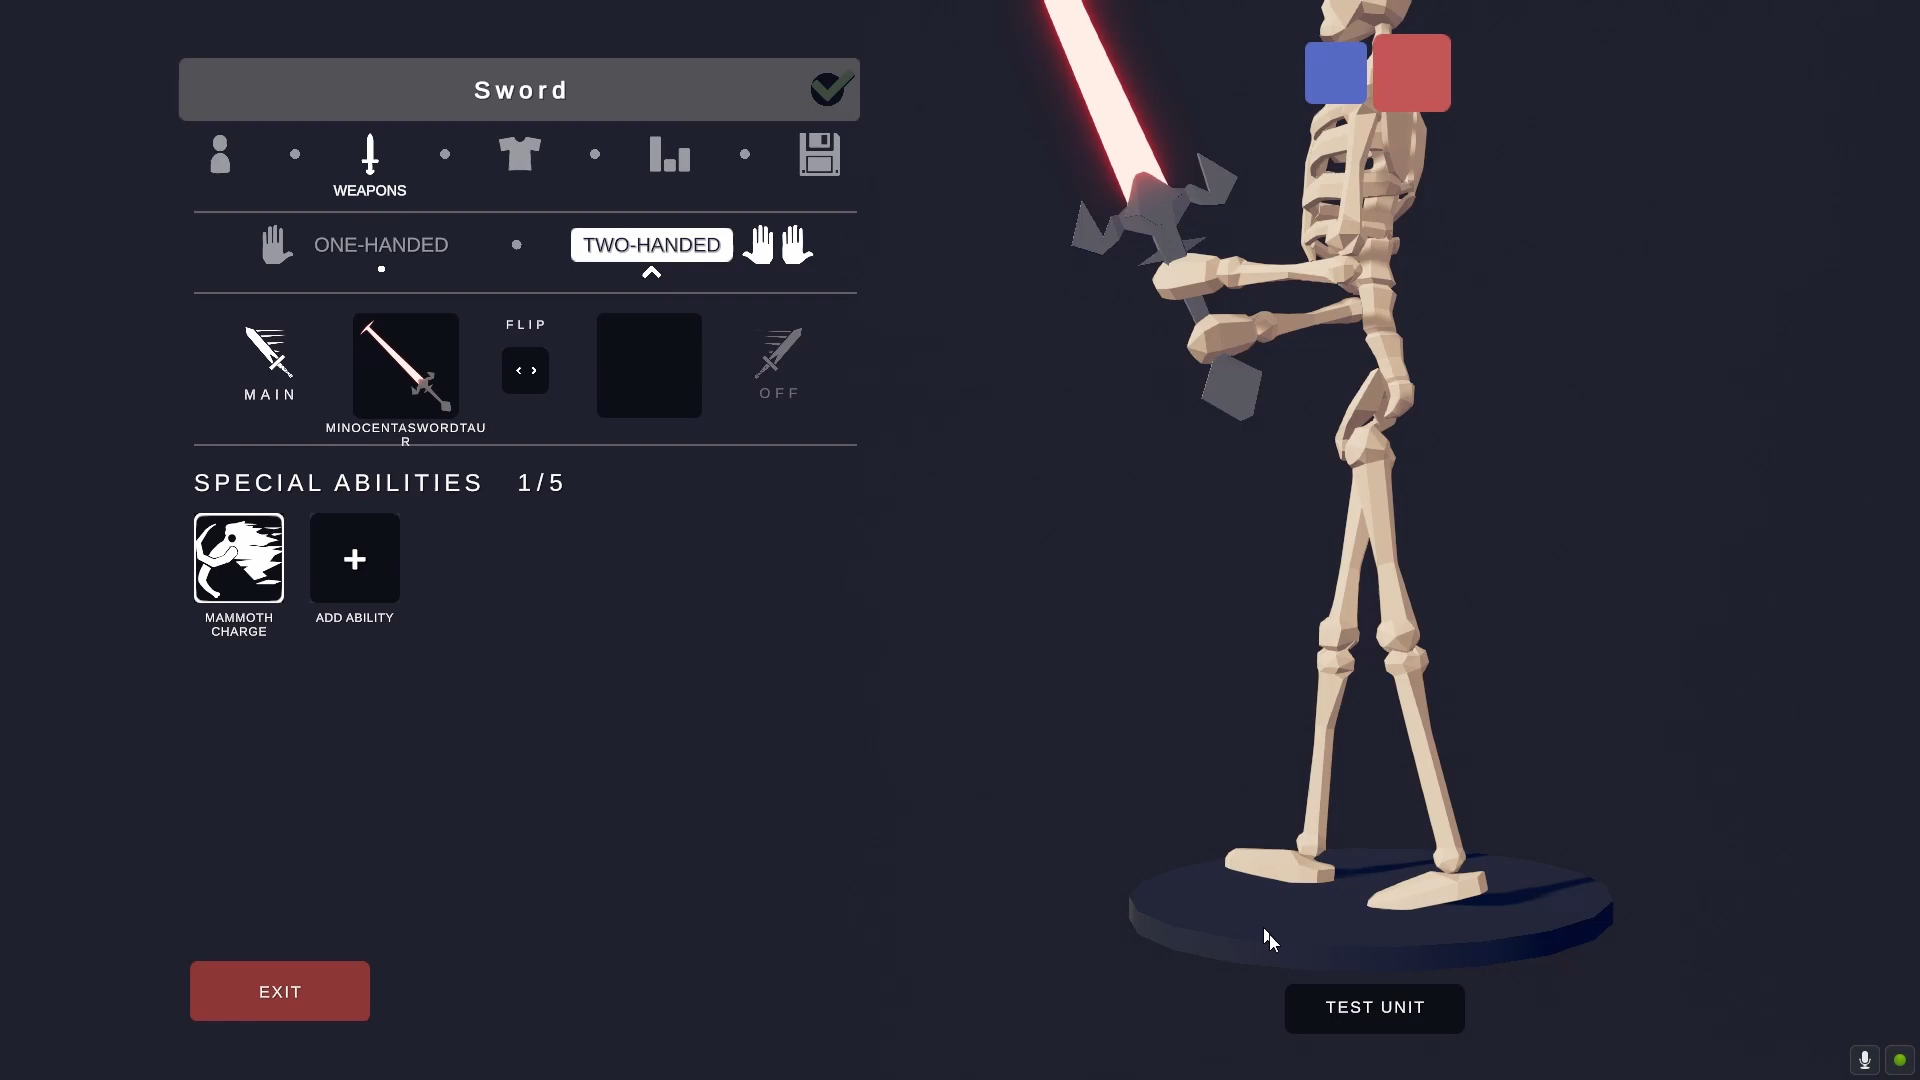 Sword
WEAPONS
ONE-HANDED
TWO-HANDED
FLIP
MAIN
OFF
MINOCENTASWORDTAU
R
SPECIAL ABILITIES 1/5
MAMMOTH
CHARGE
ADD ABILITY
EXIT
TEST UNIT